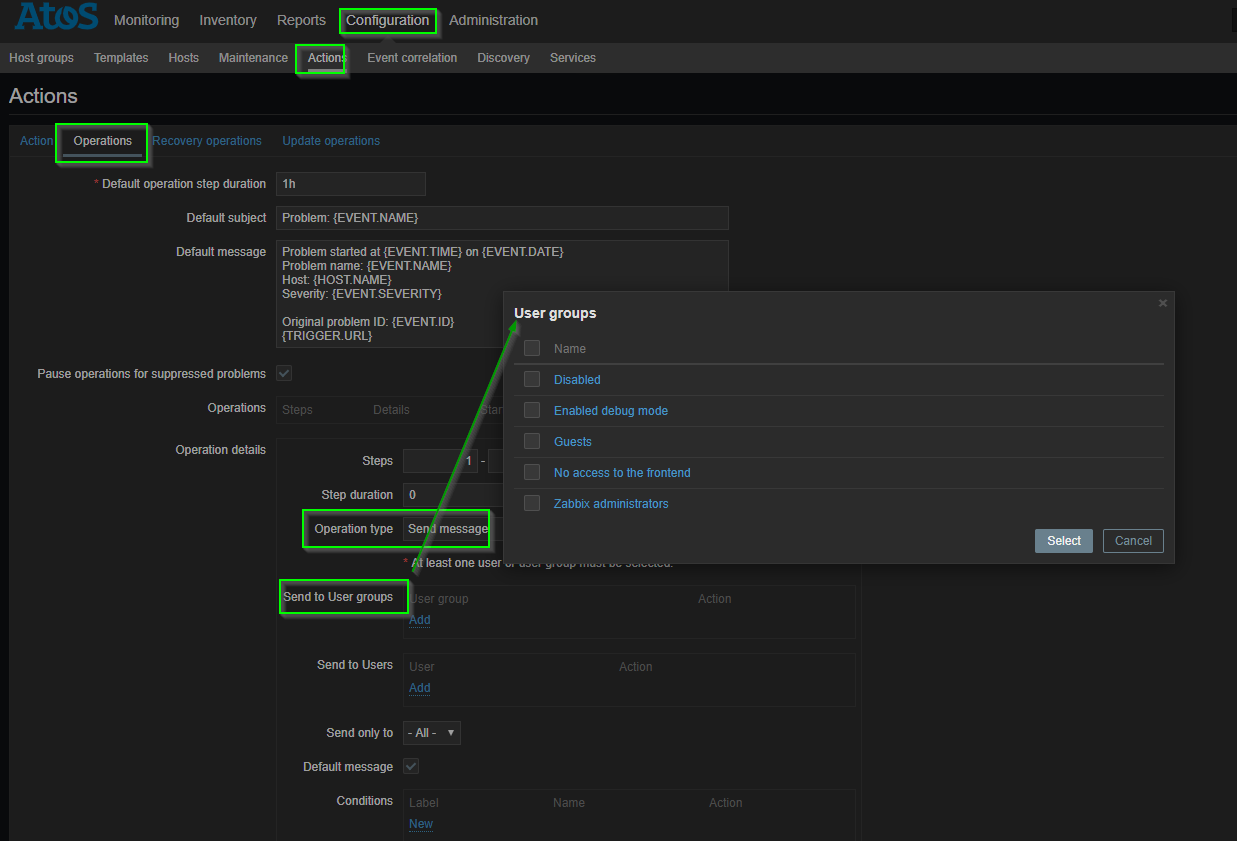 Atos
Monitoring Inventory Reports Configuration Administration
Host groups Templates Hosts Maintenance Actions Event correlation Discovery Services
Actions
Action Operations Recovery operations Update operations
* Default operation step duration 1h
Default subject Problem: {EVENT.NAME}
Default message Problem started at {EVENT.TIME} on {EVENT.DATE}
Problem name: {EVENT.NAME}
Host: {HOST.NAME}
Severity: {EVENT.SEVERITY}
Original problem ID: {EVENT.ID}
{TRIGGER.URL}
Pause operations for suppressed problems
Operations Steps Details
Operation details
Steps 1 -
Step duration 0
Operation type Send message
* At least one user or user group must be selected.
Send to User groups User group Action
Add
Send to Users User Action
Add
Send only to - All - ▼
Default message
Conditions Label Name Action
New
User groups ×
Name
Disabled
Enabled debug mode
Guests
No access to the frontend
Zabbix administrators
Select Cancel